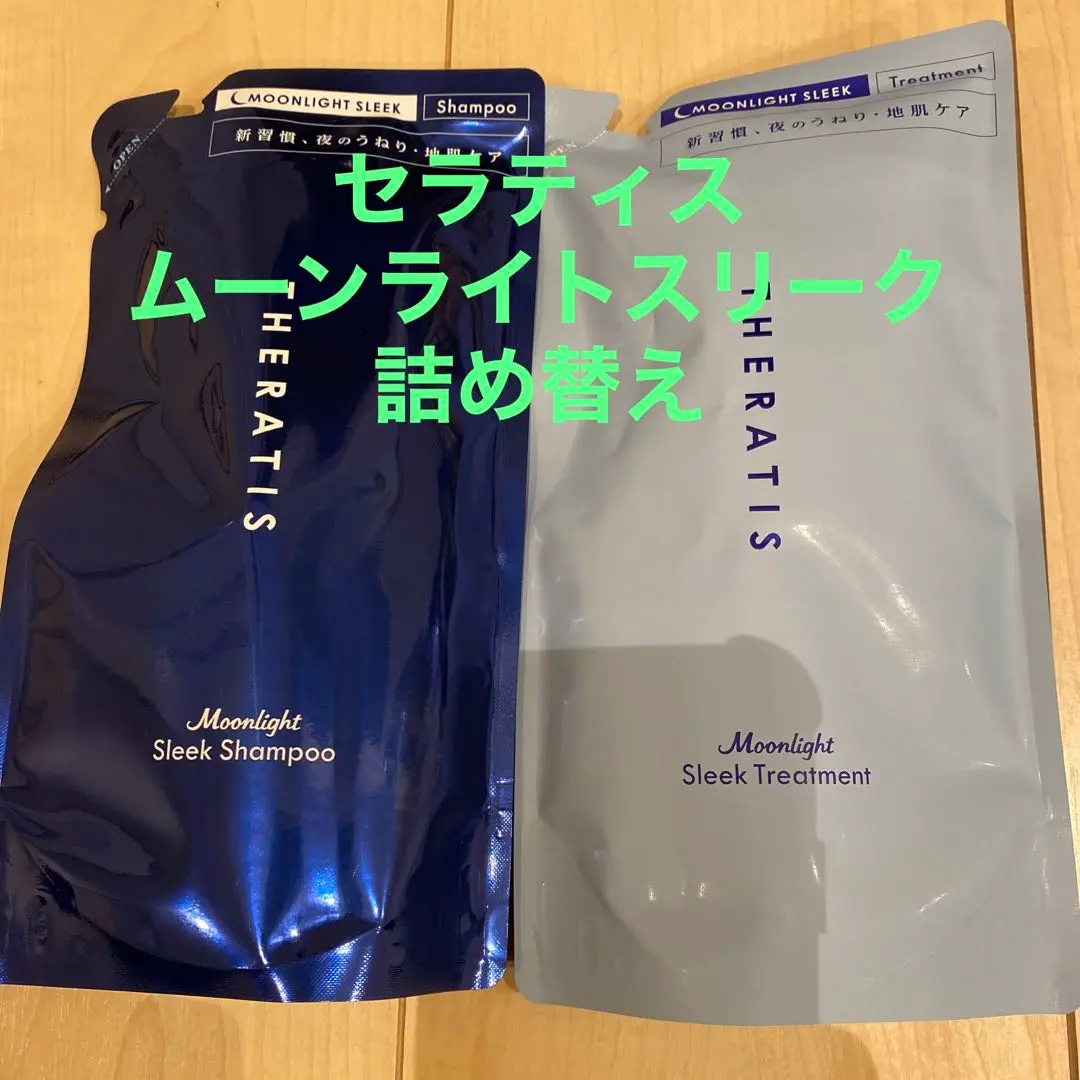 MOONLIGHT SLEEK Shampoo
新習慣、夜のうねり・地肌ケア
OPEN
THERATIS
Moonlight
Sleek Shampoo
MOONLIGHT SLEEK Treatment
新習慣、夜のうねり・地肌ケア
THERATIS
Moonlight
Sleek Treatment
セラティス
ムーンライトスリーク
詰め替え